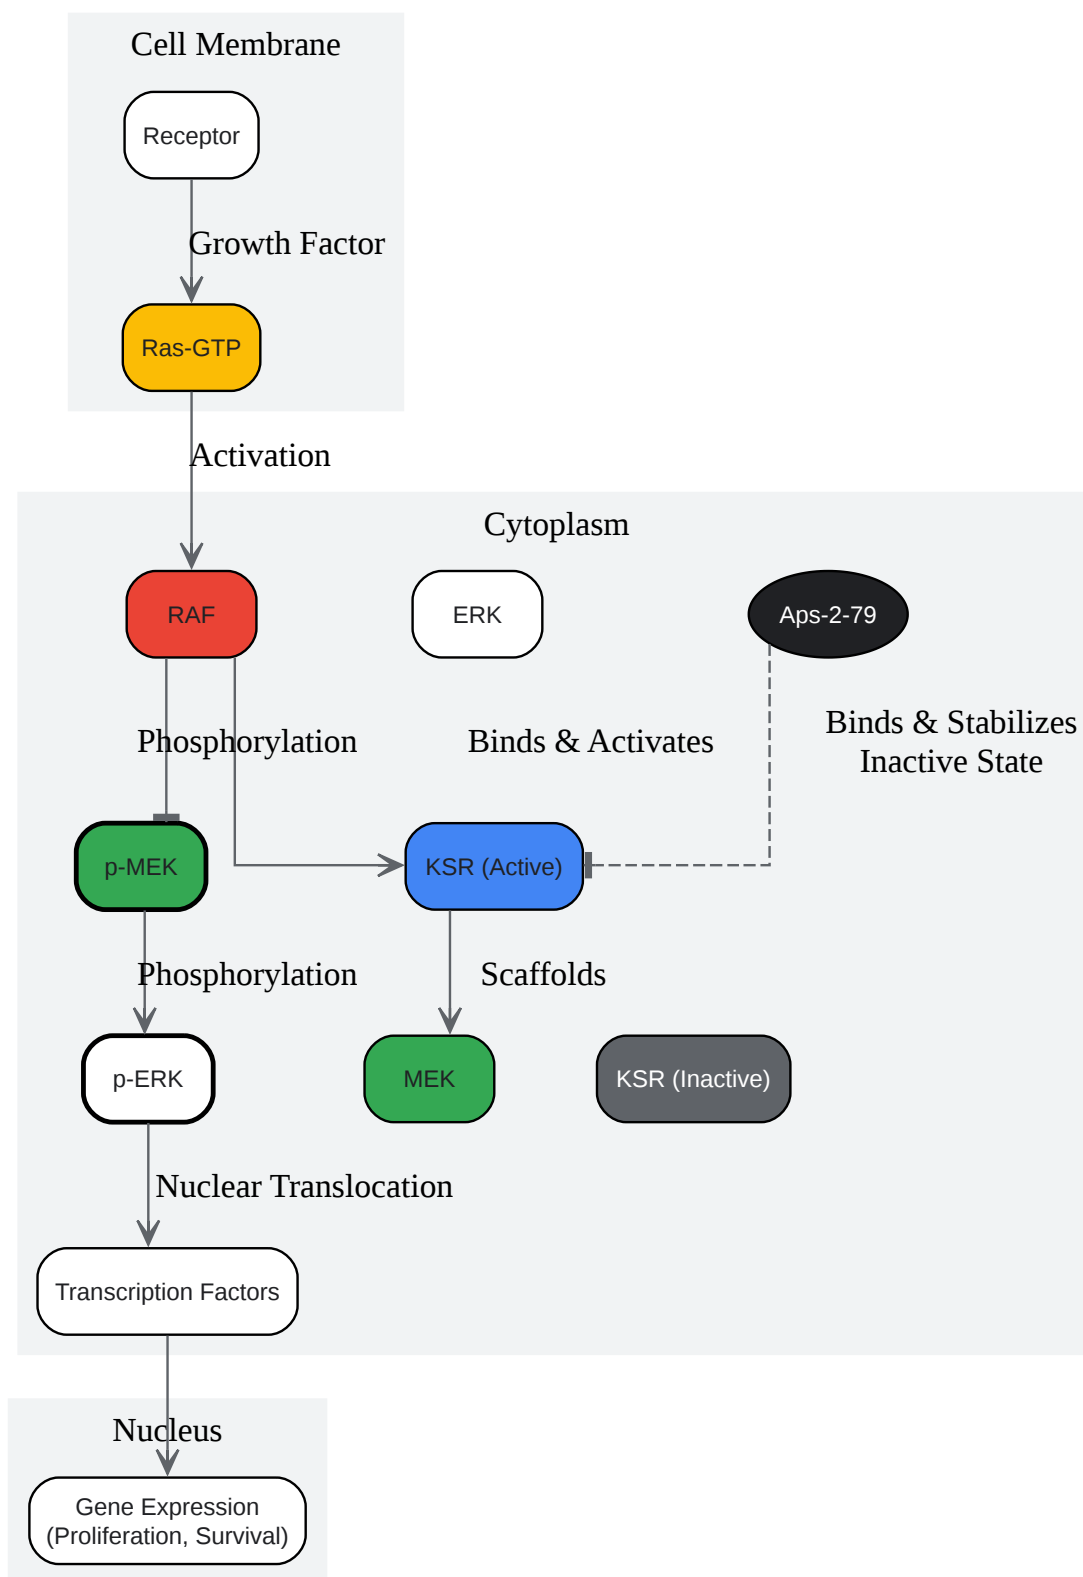 Cell Membrane
Receptor
Growth Factor
Ras-GTP
Activation
Cytoplasm
RAF
ERK
Aps-2-79
Phosphorylation
Binds & Activates
Binds & Stabilizes
Inactive State
p-MEK
KSR (Active)
Phosphorylation
Scaffolds
p-ERK
MEK
KSR (Inactive)
Nuclear Translocation
Transcription Factors
Nucleus
Gene Expression
(Proliferation, Survival)